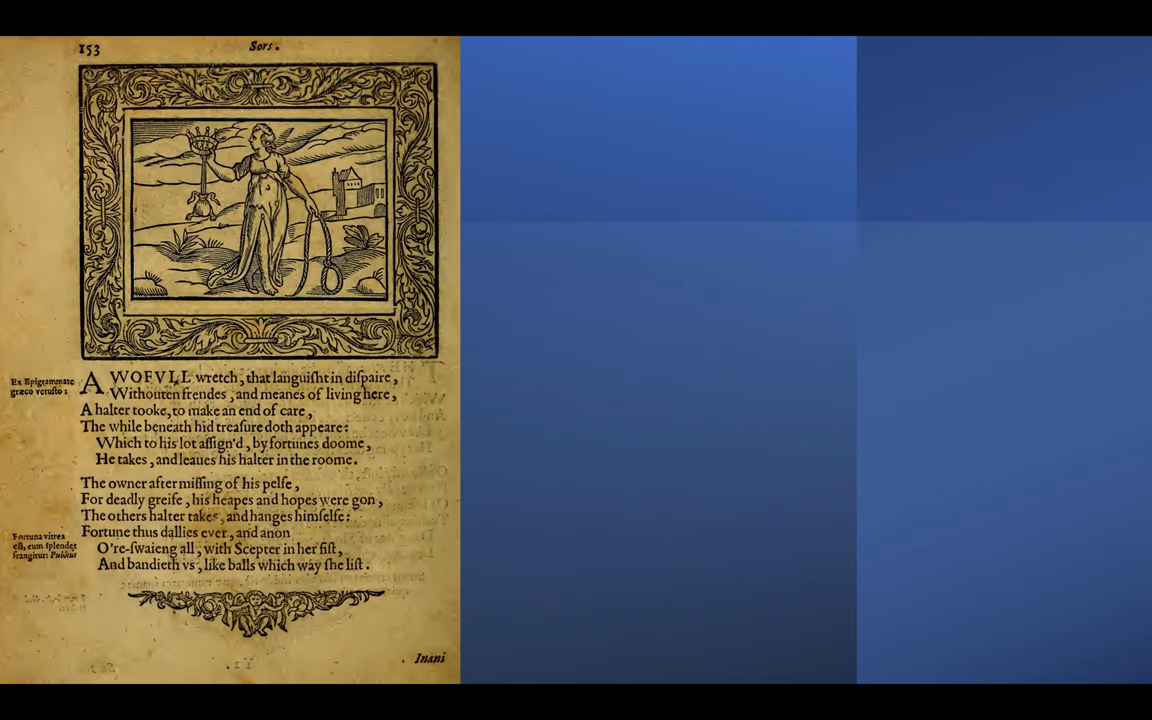 153
Sors.
Ex Epigrammate
græco vetusto:
A WOFVLL wretch, that languiſht in diſpaire,
Withouten frendes, and meanes of living here,
A halter tooke, to make an end of care,
The while beneath hid treaſure doth appeare:
Which to his lot aſſign'd, by fortunes doome,
He takes, and leaues his halter in the roome.
The owner after miſſing of his pelfe,
For deadly greife, his heapes and hopes were gon,
The others halter takes, and hanges himſelfe:
Fortune thus dallies ever, and anon
O're-ſwaieng all, with Scepter in her fiſt,
And bandieth vs, like balls which way ſhe liſt.
Fortuna vitrea
eſt, cum ſplendet
frangitur: Publius
Inani